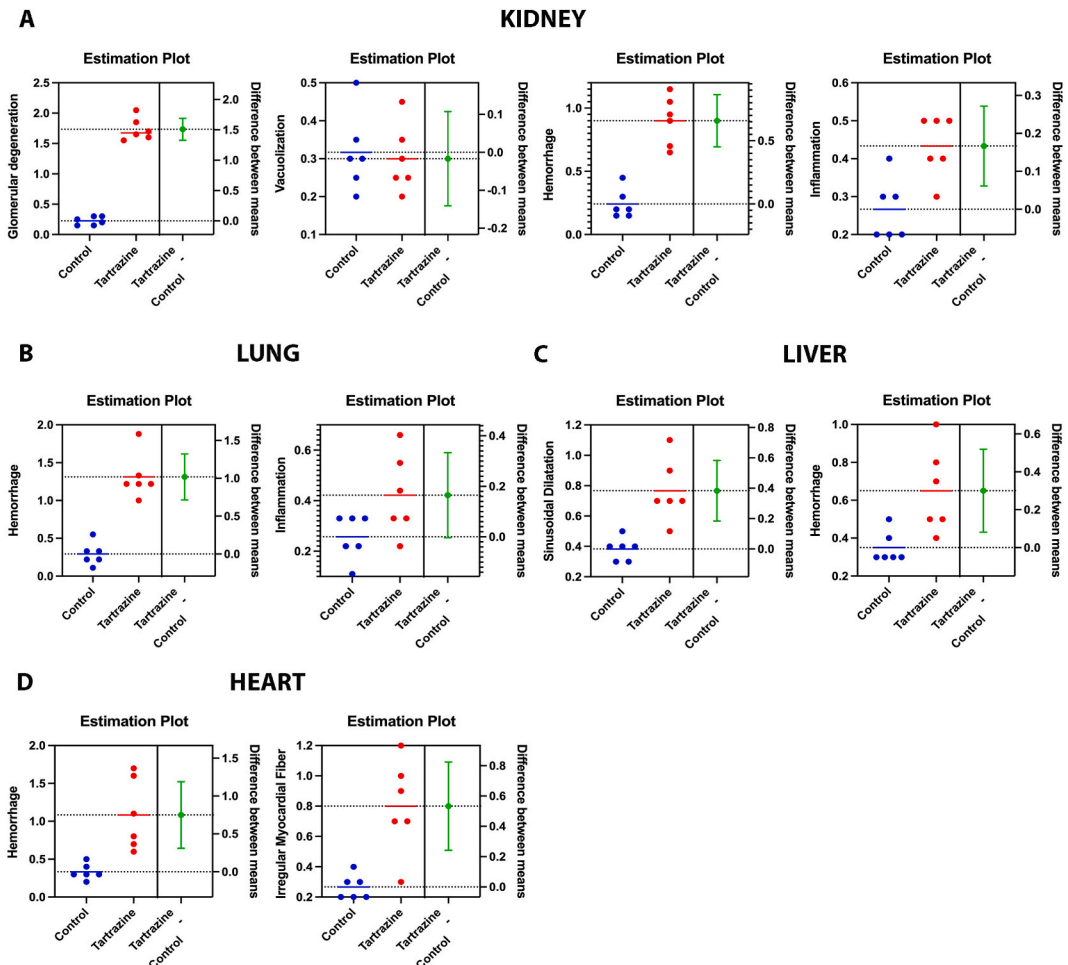 A KIDNEY
Estimation Plot
Glomerular degeneration
2.5
2.0
1.5
1.0
0.5
0.0
2.0
1.5
1.5
0.5
0.0
Difference between means
Control
Tartrazine
Tartrazine
-
Control
Estimation Plot
Vacuolization
0.5
0.4
0.3
0.2
0.1
0.1
-0.0
-0.1
-0.2
Difference between means
Control
Tartrazine
Tartrazine
-
Control
Estimation Plot
Hemorrhage
1.0
0.5
0.0
0.5
0.0
Difference between means
Control
Tartrazine
Tartrazine
-
Control
Estimation Plot
Inflammation
0.6
0.5
0.4
0.3
0.2
0.3
0.2
0.1
0.0
Difference between means
Control
Tartrazine
Tartrazine
-
Control
B LUNG
Estimation Plot
Hemorrhage
2.0
1.5
1.0
0.5
0.0
1.5
1.0
0.5
0.0
Difference between means
Control
Tartrazine
Tartrazine
-
Control
Estimation Plot
Inflammation
0.6
0.4
0.2
0.4
0.2
0.0
Difference between means
Control
Tartrazine
Tartrazine
-
Control
C LIVER
Estimation Plot
Sinusoidal Dilatation
1.2
1.0
0.8
0.6
0.4
0.2
0.8
0.6
0.4
0.2
0.0
Difference between means
Control
Tartrazine
Tartrazine
-
Control
Estimation Plot
Hemorrhage
1.0
0.8
0.6
0.4
0.2
0.6
0.4
0.2
0.0
Difference between means
Control
Tartrazine
Tartrazine
-
Control
D HEART
Estimation Plot
Hemorrhage
2.0
1.5
1.0
0.5
0.0
1.5
1.0
0.5
0.0
Difference between means
Control
Tartrazine
Tartrazine
-
Control
Estimation Plot
Irregular Myocardial Fiber
1.2
1.0
0.8
0.6
0.4
0.2
0.8
0.6
0.4
0.2
0.0
Difference between means
Control
Tartrazine
Tartrazine
-
Control